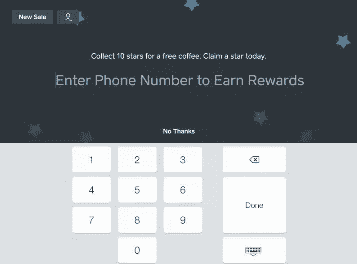 New Sale
Collect 10 stars for a free coffee. Claim a star today.
Enter Phone Number to Earn Rewards
No Thanks
1 2 3
4 5 6 Done
7 8 9
0